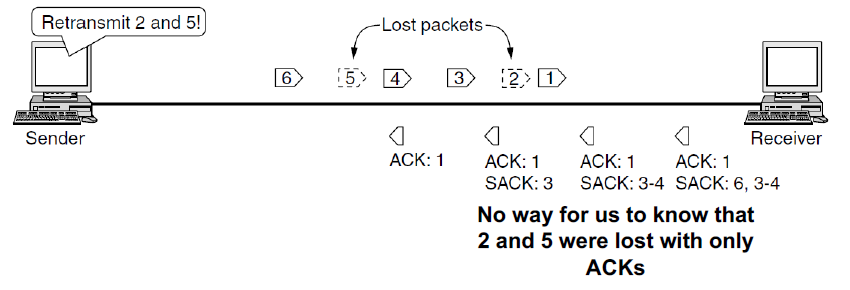 Retransmit 2 and 5!
Lost packets
6 5 4 3 2 1
Sender
Receiver
ACK: 1
ACK: 1
SACK: 3
ACK: 1
SACK: 3-4
ACK: 1
SACK: 6, 3-4
No way for us to know that
2 and 5 were lost with only
ACKs